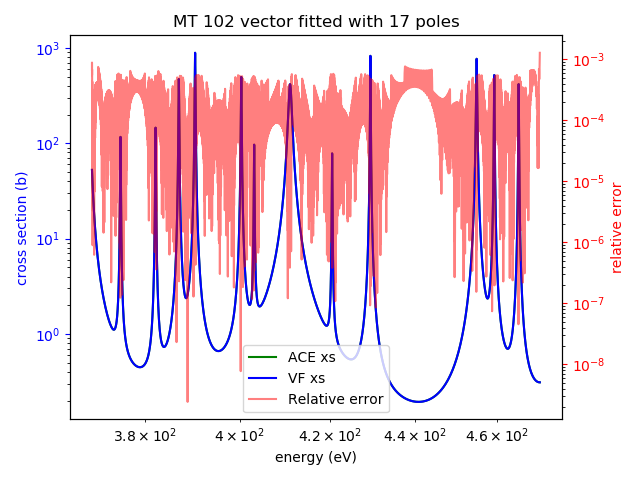 MT 102 vector fitted with 17 poles
10³
10²
10¹
10⁰
cross section (b)
10⁻³
10⁻⁴
10⁻⁵
10⁻⁶
10⁻⁷
10⁻⁸
relative error
ACE xs
VF xs
Relative error
3.8 × 10² 4 × 10² 4.2 × 10² 4.4 × 10² 4.6 × 10²
energy (eV)